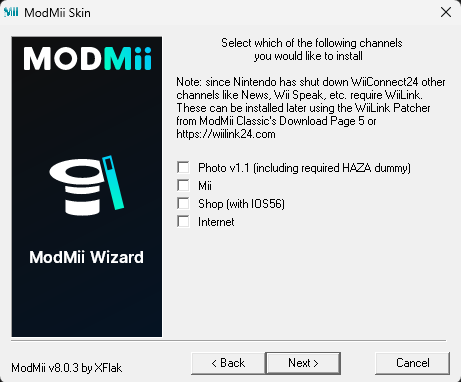 ModMii Skin
MODMii
ModMii Wizard
Select which of the following channels
you would like to install
Note: since Nintendo has shut down WiiConnect24 other
channels like News, Wii Speak, etc. require WiiLink.
These can be installed later using the WiiLink Patcher
from ModMii Classic's Download Page 5 or
https://wiilink24.com
Photo v1.1 (including required HAZA dummy)
Mii
Shop (with IOS56)
Internet
ModMii v8.0.3 by XFlak
< Back
Next >
Cancel